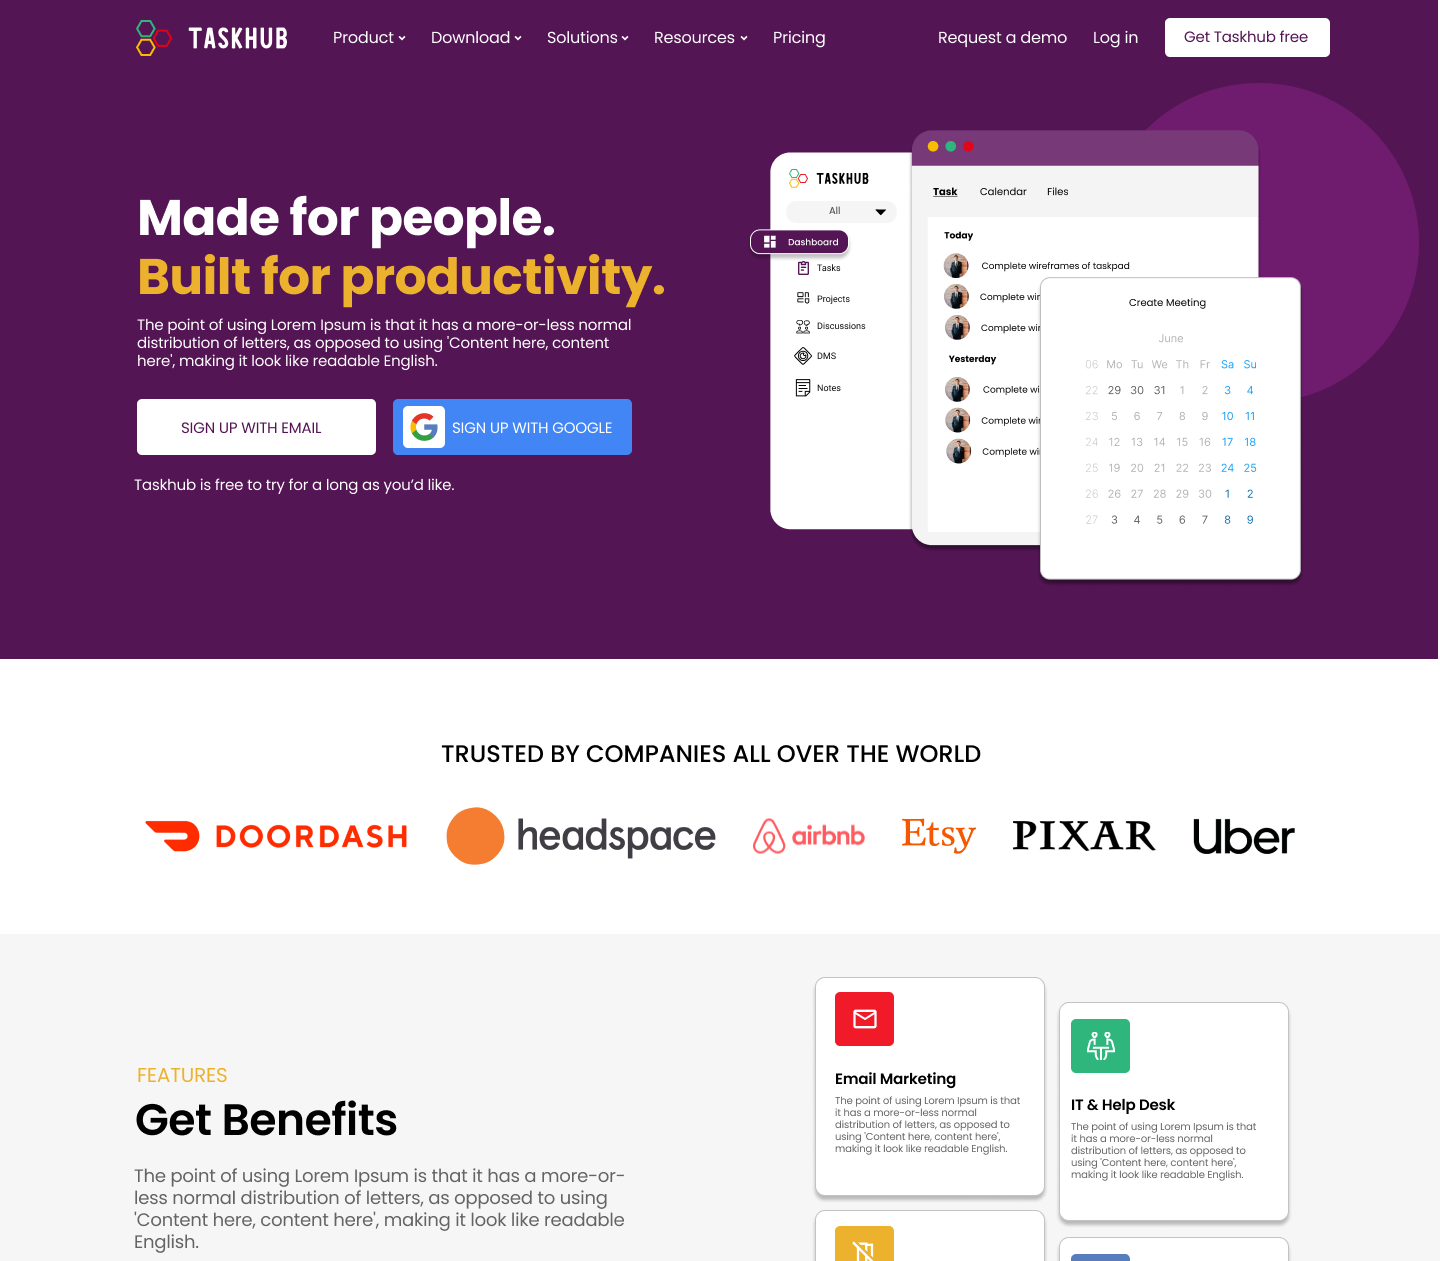 TASKHUB
Product
Download
Solutions
Resources
Pricing
Request a demo
Log in
Get Taskhub free
Made for people.
Built for productivity.
The point of using Lorem Ipsum is that it has a more-or-less normal
distribution of letters, as opposed to using 'Content here, content
here', making it look like readable English.
SIGN UP WITH EMAIL
SIGN UP WITH GOOGLE
Taskhub is free to try for a long as you’d like.
TASKHUB
All
Dashboard
Tasks
Projects
Discussions
DMS
Notes
Task
Calendar
Files
Today
Complete wireframes of taskpad
Complete wir
Complete wir
Yesterday
Complete wi
Complete wir
Complete wi
Create Meeting
June
06 Mo Tu We Th Fr Sa Su
22 29 30 31 1 2 3 4
23 5 6 7 8 9 10 11
24 12 13 14 15 16 17 18
25 19 20 21 22 23 24 25
26 26 27 28 29 30 1 2
27 3 4 5 6 7 8 9
TRUSTED BY COMPANIES ALL OVER THE WORLD
DOORDASH
headspace
airbnb
Etsy
PIXAR
Uber
FEATURES
Get Benefits
The point of using Lorem Ipsum is that it has a more-or-
less normal distribution of letters, as opposed to using
'Content here, content here', making it look like readable
English.
Email Marketing
The point of using Lorem Ipsum is that
it has a more-or-less normal
distribution of letters, as opposed to
using 'Content here, content here',
making it look like readable English.
IT & Help Desk
The point of using Lorem Ipsum is that
it has a more-or-less normal
distribution of letters, as opposed to
using 'Content here, content here',
making it look like readable English.